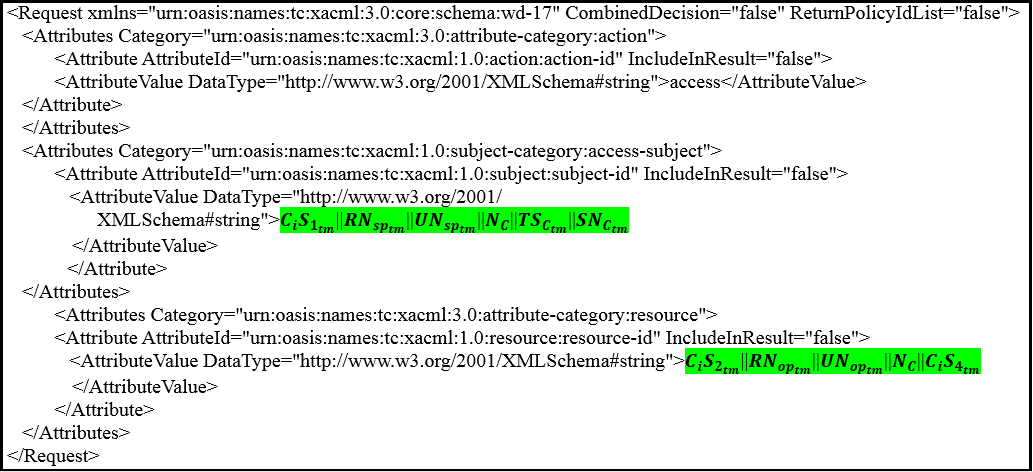 <Request xmlns="urn:oasis:names:tc:xacml:3.0:core:schema:wd-17" CombinedDecision="false" ReturnPolicyIdList="false">
<Attributes Category="urn:oasis:names:tc:xacml:3.0:attribute-category:action">
<Attribute AttributeId="urn:oasis:names:tc:xacml:1.0:action:action-id" IncludeInResult="false">
<AttributeValue DataType="http://www.w3.org/2001/XMLSchema#string">access</AttributeValue>
</Attribute>
</Attributes>
<Attributes Category="urn:oasis:names:tc:xacml:1.0:subject-category:access-subject">
<Attribute AttributeId="urn:oasis:names:tc:xacml:1.0:subject:subject-id" IncludeInResult="false">
<AttributeValue DataType="http://www.w3.org/2001/
XMLSchema#string">C_iS_{1_{tm}}||RN_{sp_{tm}}||UN_{sp_{tm}}||N_C||TS_{C_{tm}}||SN_{C_{tm}}
</AttributeValue>
</Attribute>
</Attributes>
<Attributes Category="urn:oasis:names:tc:xacml:3.0:attribute-category:resource">
<Attribute AttributeId="urn:oasis:names:tc:xacml:1.0:resource:resource-id" IncludeInResult="false">
<AttributeValue DataType="http://www.w3.org/2001/XMLSchema#string">C_iS_{2_{tm}}||RN_{op_{tm}}||UN_{op_{tm}}||N_C||C_iS_{4_{tm}}
</AttributeValue>
</Attribute>
</Attributes>
</Request>